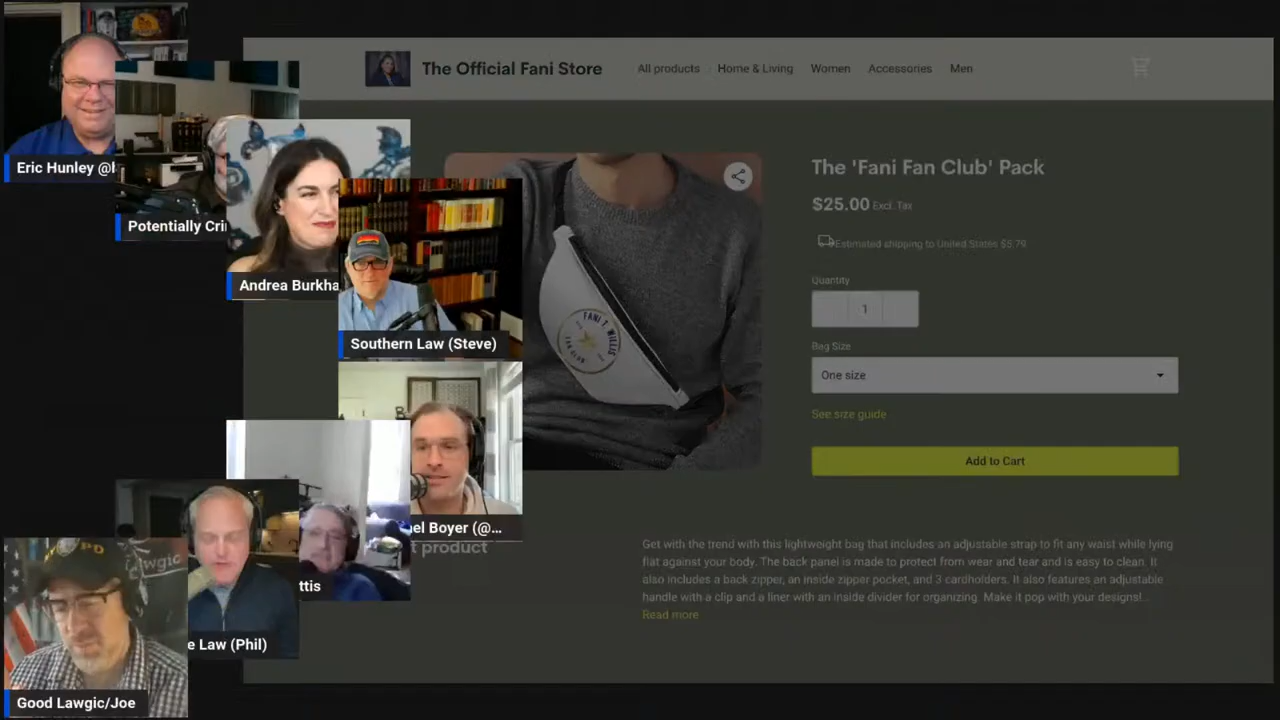 The Official Fani Store
All products
Home & Living
Women
Accessories
Men
Eric Hunley @
Potentially Cri
Andrea Burkha
Southern Law (Steve)
el Boyer (@...
ttis
e Law (Phil)
Good Lawgic/Joe
FANI T. WILLIS
FAN CLUB
The 'Fani Fan Club' Pack
$25.00 Excl. Tax
Estimated shipping to United States $5.79
Quantity
1
Bag Size
One size
See size guide
Add to Cart
t product
Get with the trend with this lightweight bag that includes an adjustable strap to fit any waist while lying
flat against your body. The back panel is made to protect from wear and tear and is easy to clean. It
also includes a back zipper, an inside zipper pocket, and 3 cardholders. It also features an adjustable
handle with a clip and a liner with an inside divider for organizing. Make it pop with your designs!...
Read more